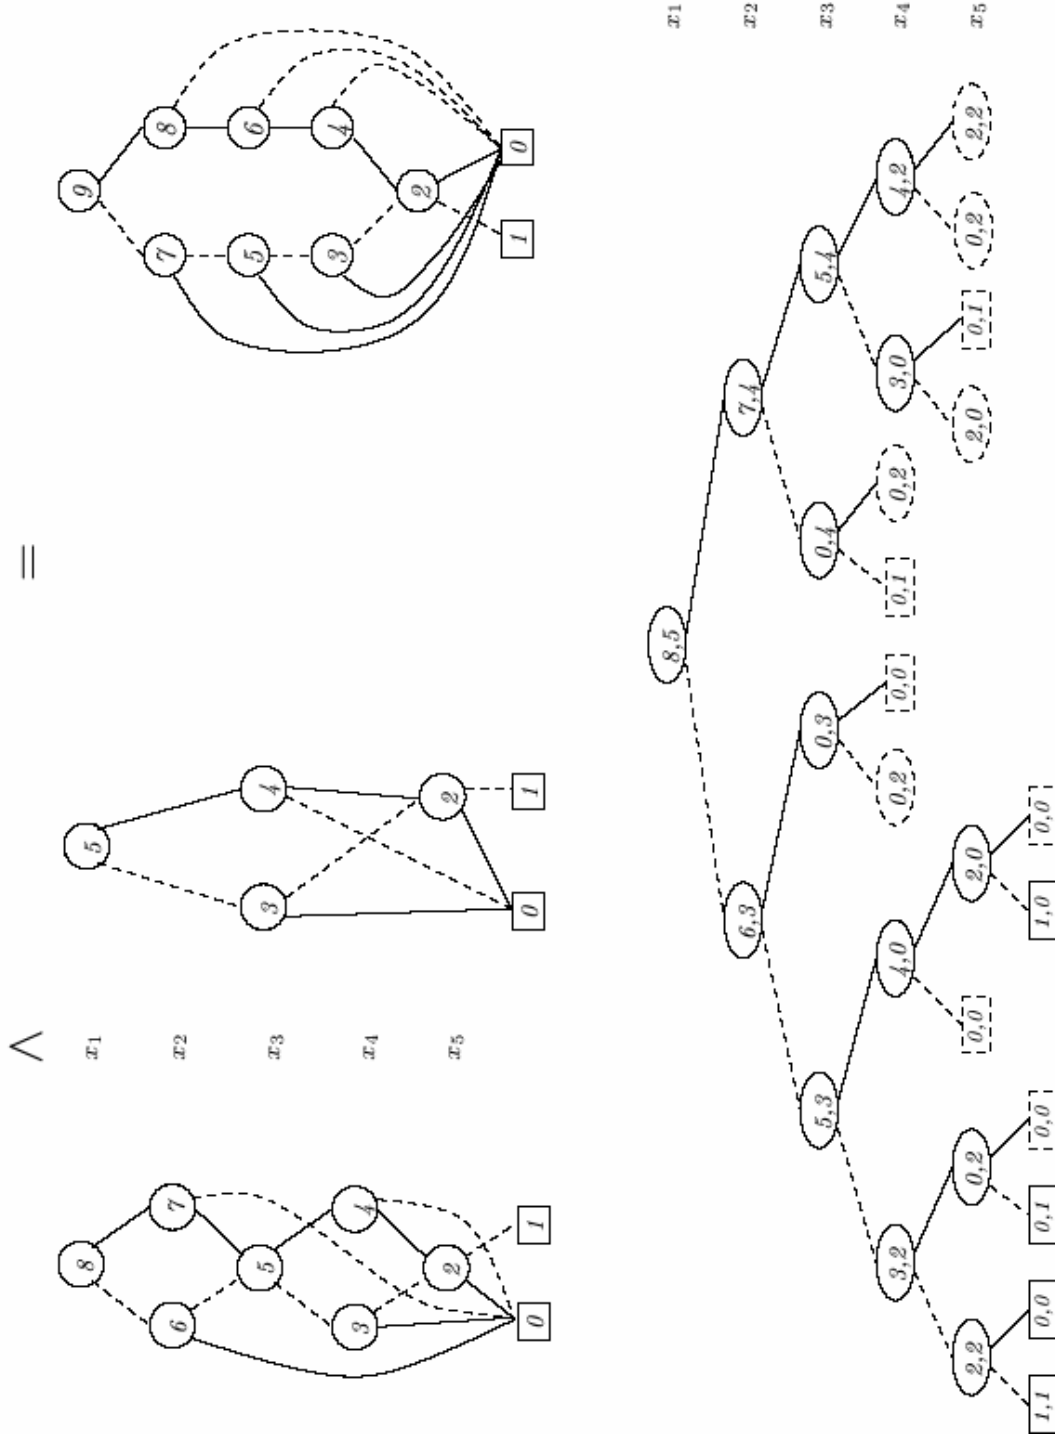 ∧ =
x1 8 5 9
x2 6 7 7 8
x3 5 3 4 5 6
x4 3 4 3 4
x5 2 2 2
0 1 0 1 1 0
8,5 x1
6,3 7,4 x2
5,3 0,3 0,4 5,4 x3
3,2 4,0 0,2 0,0 0,1 0,2 3,0 4,2 x4
2,2 0,2 0,0 2,0 2,0 0,1 0,2 2,2 x5
1,1 0,0 0,1 0,0 1,0 0,0